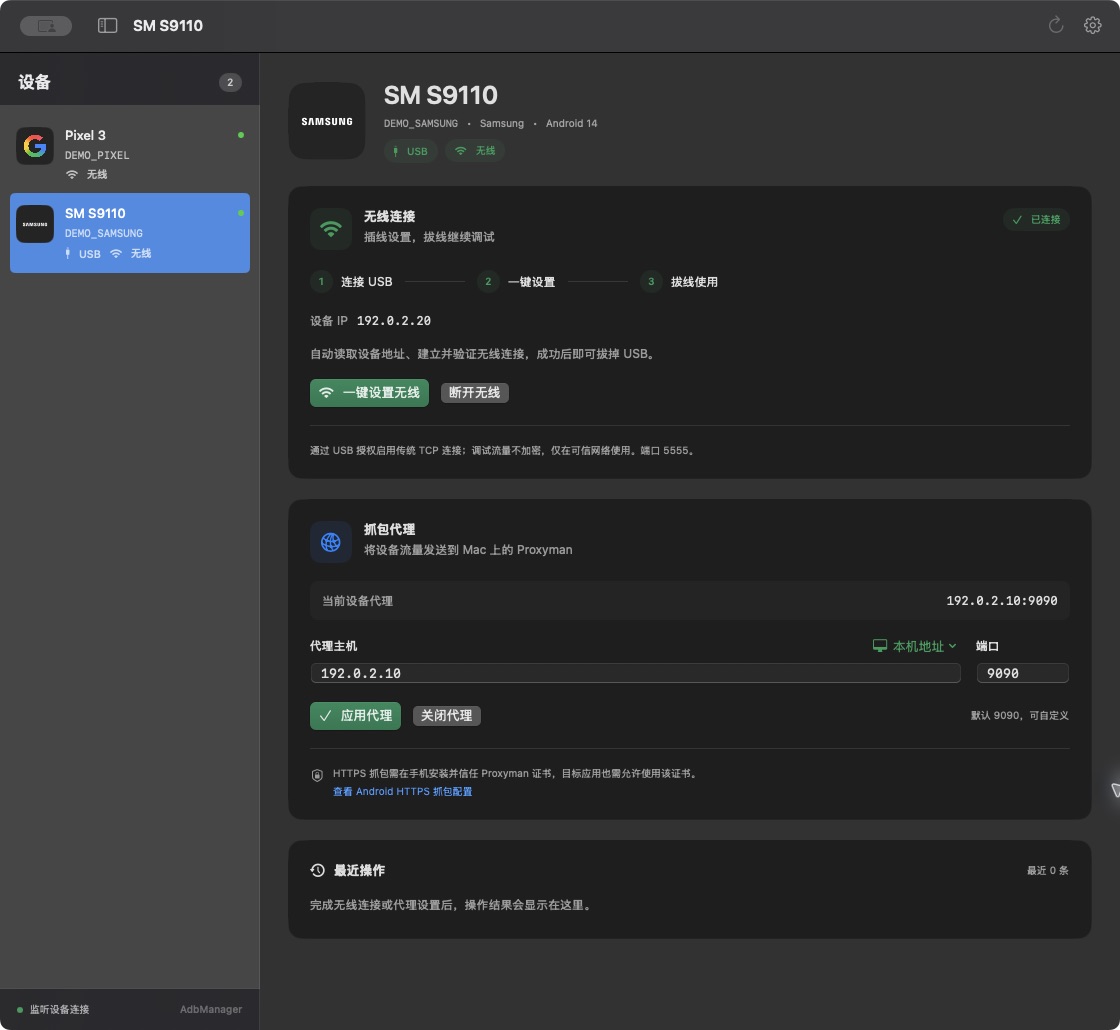 SM S9110
设备
2
Pixel 3
DEMO_PIXEL
无线
SAMSUNG
SM S9110
DEMO_SAMSUNG
USB 无线
监听设备连接
AdbManager
SAMSUNG
SM S9110
DEMO_SAMSUNG • Samsung • Android 14
USB 无线
无线连接
插线设置，拔线继续调试
已连接
1 连接 USB 2 一键设置 3 拔线使用
设备 IP 192.0.2.20
自动读取设备地址、建立并验证无线连接，成功后即可拔掉 USB。
一键设置无线 断开无线
通过 USB 授权启用传统 TCP 连接；调试流量不加密，仅在可信网络使用。端口 5555。
抓包代理
将设备流量发送到 Mac 上的 Proxyman
当前设备代理 192.0.2.10:9090
代理主机 本机地址 端口
192.0.2.10 9090
应用代理 关闭代理 默认 9090，可自定义
HTTPS 抓包需在手机安装并信任 Proxyman 证书，目标应用也需允许使用该证书。
查看 Android HTTPS 抓包配置
最近操作 最近 0 条
完成无线连接或代理设置后，操作结果会显示在这里。